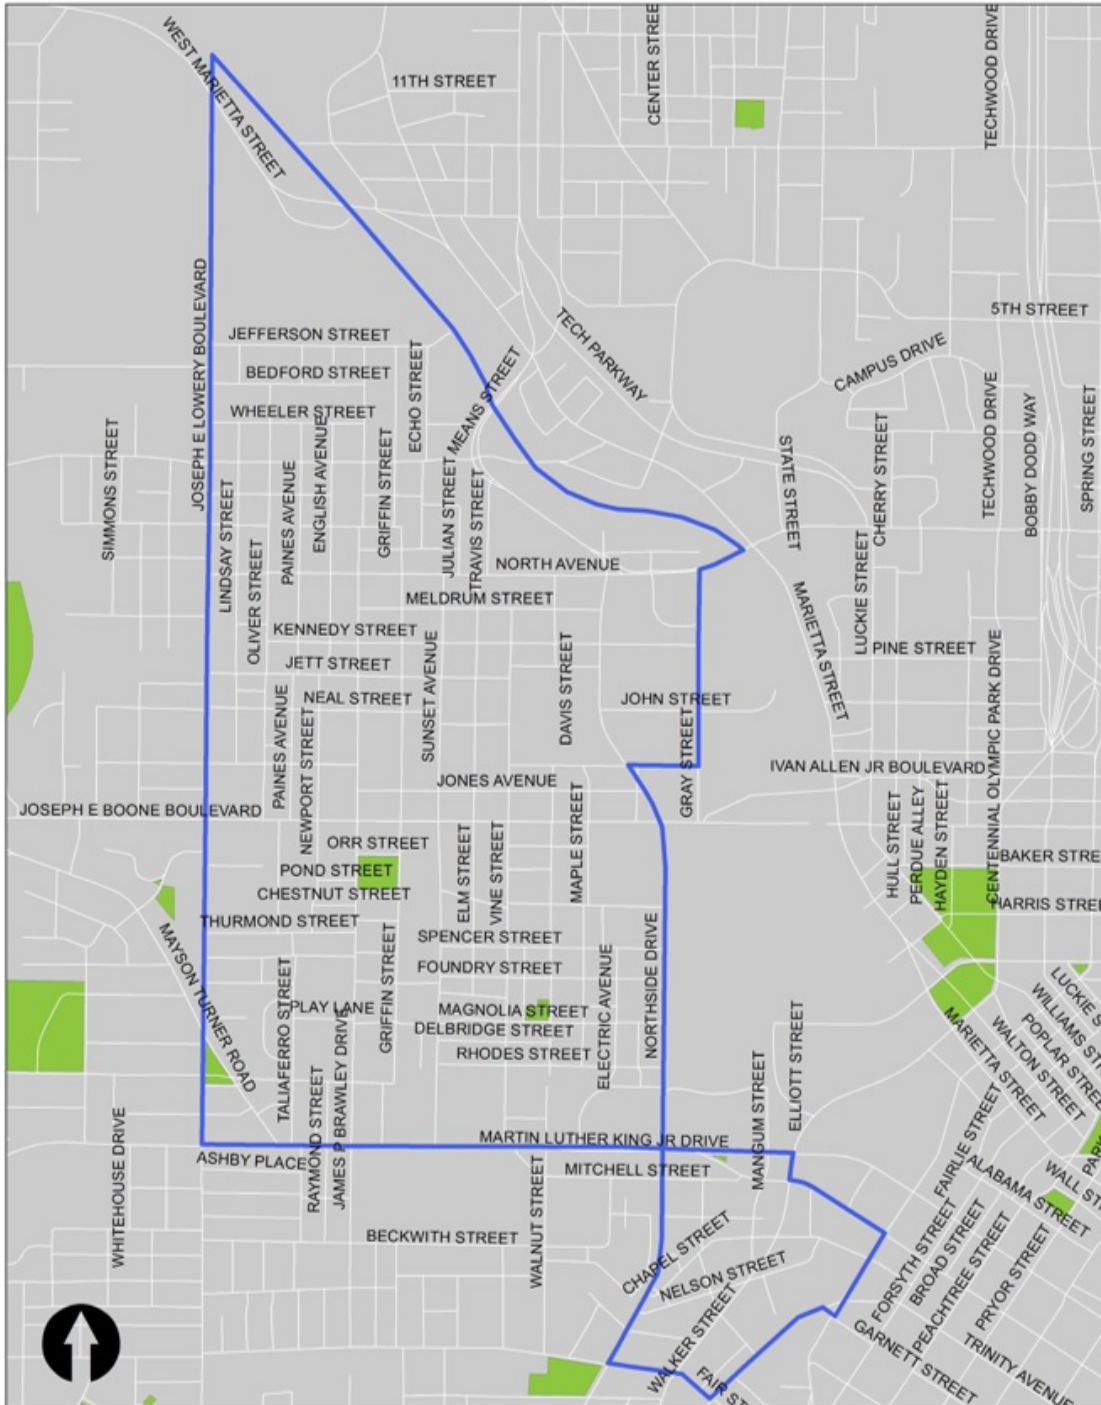 WEST MARIETTA STREET
11TH STREET
CENTER STREE
TECHWOOD DRIVE
JOSEPH E LOWERY BOULEVARD
JEFFERSON STREET
TECH PARKWAY
5TH STREET
BEDFORD STREET
ECHO STREET
MEANS STREET
CAMPUS DRIVE
WHEELER STREET
SIMMONS STREET
LINDSAY STREET
OLIVER STREET
PAINES AVENUE
ENGLISH AVENUE
GRIFFIN STREET
JULIAN STREET
TRAVIS STREET
STATE STREET
CHERRY STREET
TECHWOOD DRIVE
BOBBY DODD WAY
SPRING STREET
NORTH AVENUE
MELDRUM STREET
LUCKIE STREET
MARIETTA STREET
KENNEDY STREET
PINE STREET
JETT STREET
SUNSET AVENUE
DAVIS STREET
NEAL STREET
JOHN STREET
CENTENNIAL OLYMPIC PARK DRIVE
PAINES AVENUE
NEWPORT STREET
GRAY STREET
IVAN ALLEN JR BOULEVARD
JONES AVENUE
JOSEPH E BOONE BOULEVARD
MAPLE STREET
HULL STREET
PERDUE ALLEY
HAYDEN STREET
ORR STREET
BAKER STRE
POND STREET
ELM STREET
VINE STREET
CHESTNUT STREET
HARRIS STREE
THURMOND STREET
MAYSON TURNER ROAD
SPENCER STREET
FOUNDRY STREET
GRIFFIN STREET
ELECTRIC AVENUE
NORTHSIDE DRIVE
TALIAFERRO STREET
PLAY LANE
MAGNOLIA STREET
DELBRIDGE STREET
RHODES STREET
ELLIOTT STREET
LUCKIE S
WILLIAMS STR
POPLAR STREE
WALTON STREET
MARIETTA STREET
RAYMOND STREET
JAMES P BRAWLEY DRIVE
MANGUM STREET
FAIRLIE STREET
WHITEHOUSE DRIVE
MARTIN LUTHER KING JR DRIVE
ASHBY PLACE
MITCHELL STREET
ALABAMA STREET
WALL ST
PARK
WALNUT STREET
BECKWITH STREET
CHAPEL STREET
NELSON STREET
FORSYTH STREET
BROAD STREET
PEACHTREE STREET
PRYOR STREET
WALKER STREET
GARNETT STREET
TRINITY AVENUE
FAIR ST